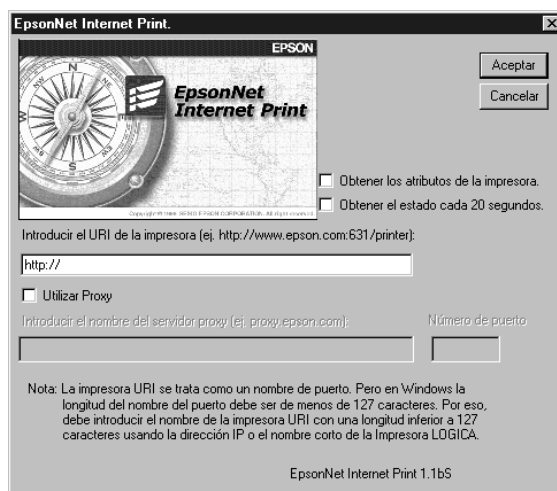 EpsonNet Internet Print.
EPSON
N
W
E
S
EpsonNet
Internet Print
Aceptar
Cancelar
Obtener los atributos de la impresora.
Obtener el estado cada 20 segundos.
Introducir el URI de la impresora (ej. http://www.epson.com:631/printer):
http://
Utilizar Proxy
Introducir el nombre del servidor proxy (ej. proxy.epson.com):
Número de puerto
Nota: La impresora URI se trata como un nombre de puerto. Pero en Windows la
longitud del nombre del puerto debe ser de menos de 127 caracteres. Por eso,
debe introducir el nombre de la impresora URI con una longitud inferior a 127
caracteres usando la dirección IP o el nombre corto de la Impresora LOGICA.
EpsonNet Internet Print 1.1bS